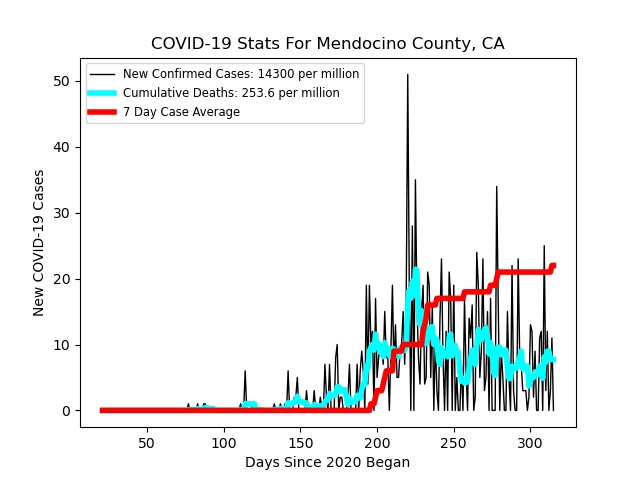 COVID-19 Stats For Mendocino County, CA
New Confirmed Cases: 14300 per million
Cumulative Deaths: 253.6 per million
7 Day Case Average
50
40
30
20
10
0
New COVID-19 Cases
50 100 150 200 250 300
Days Since 2020 Began